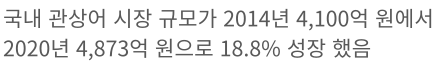 국내 관상어 시장 규모가 2014년 4,100억 원에서
2020년 4,873억 원으로 18.8% 성장 했음